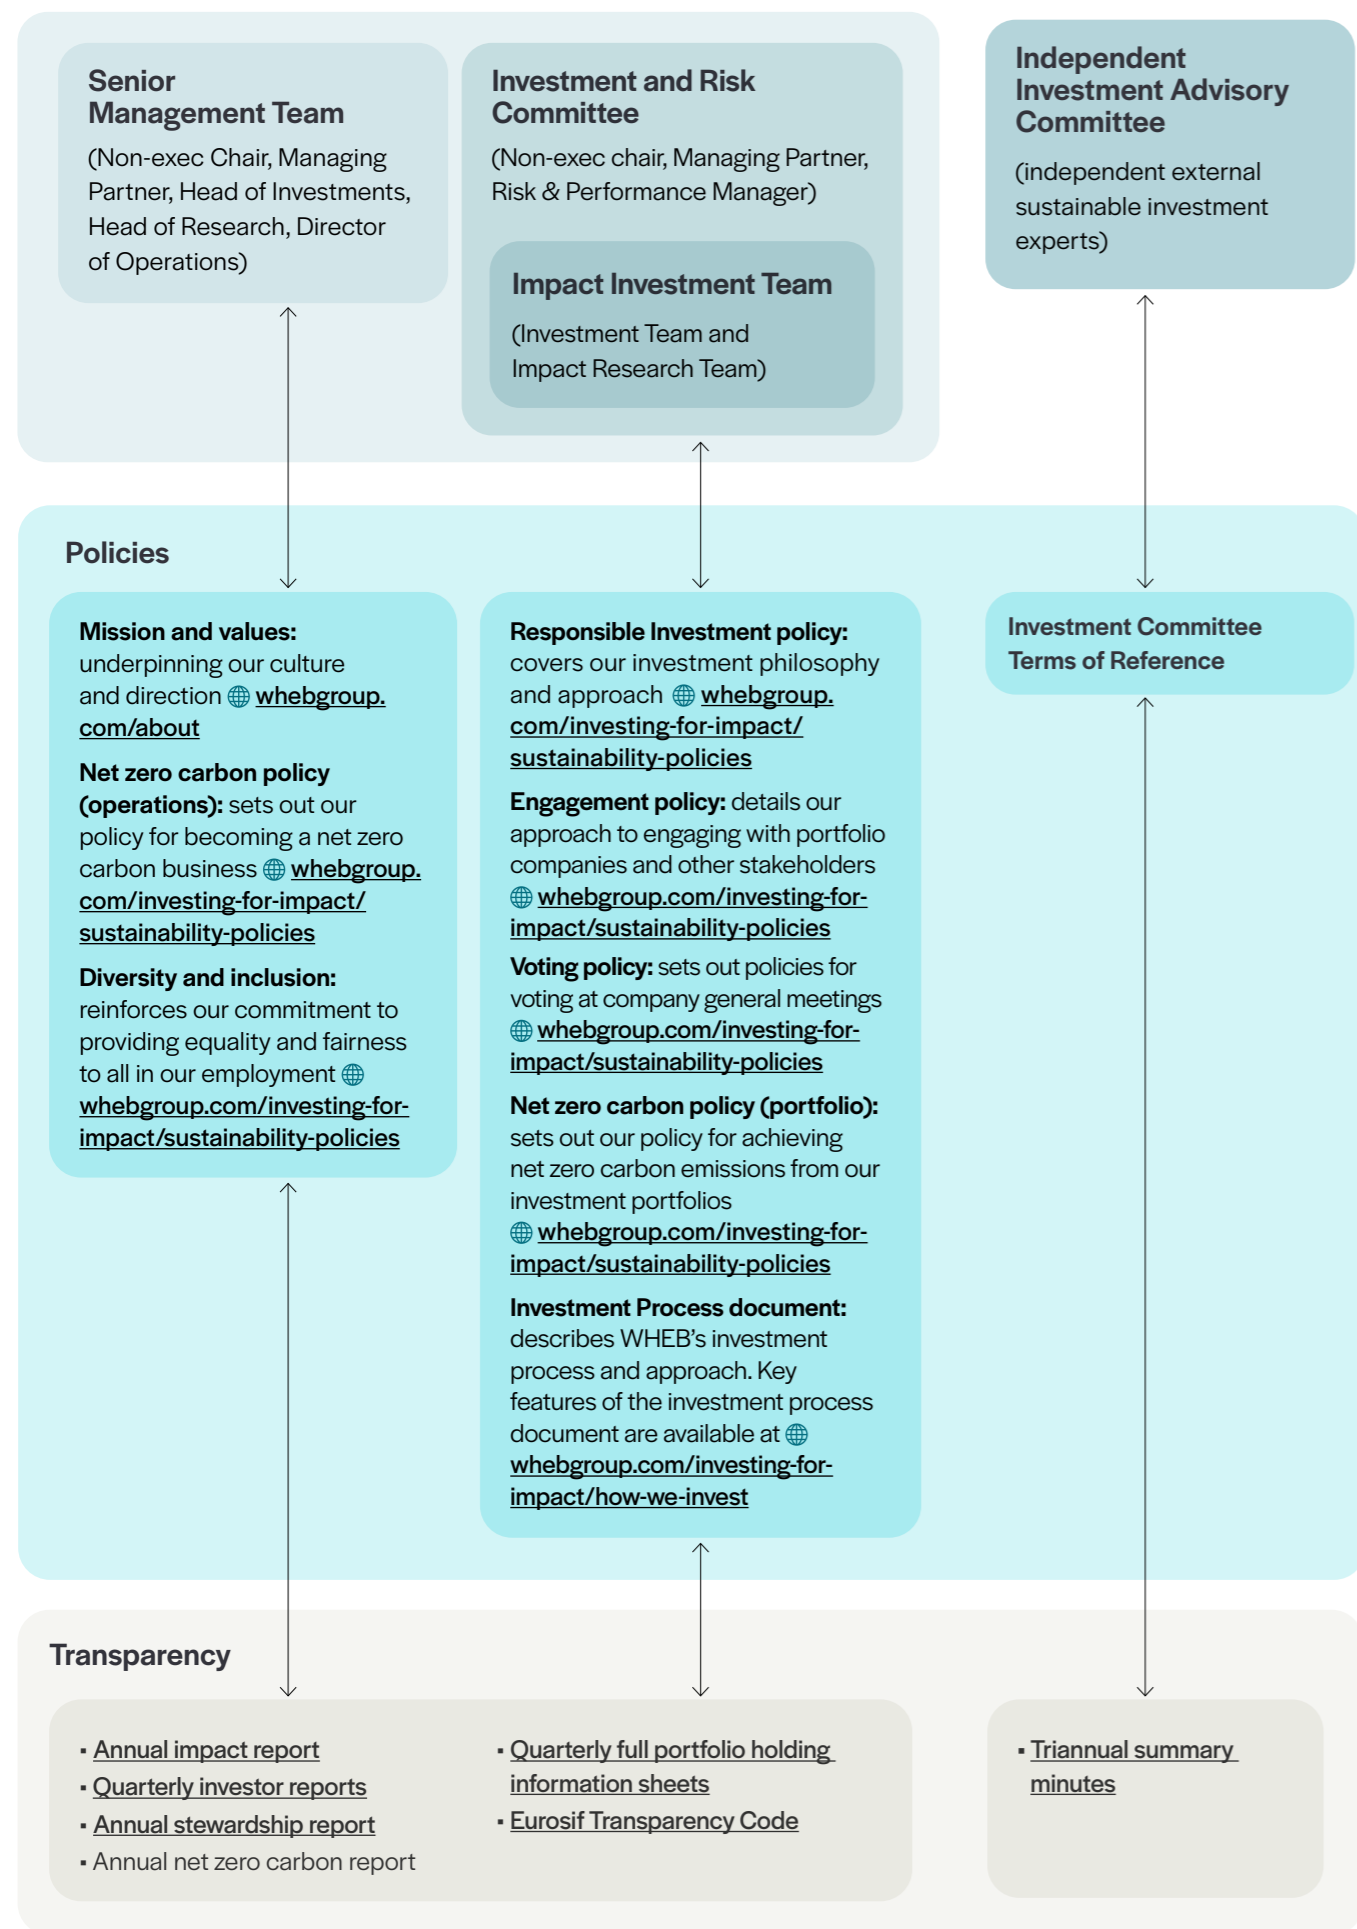 Senior
Management Team
(Non-exec Chair, Managing
Partner, Head of Investments,
Head of Research, Director
of Operations)
Investment and Risk
Committee
(Non-exec chair, Managing Partner,
Risk & Performance Manager)
Impact Investment Team
(Investment Team and
Impact Research Team)
Independent
Investment Advisory
Committee
(independent external
sustainable investment
experts)
Policies
Mission and values:
underpinning our culture
and direction whebgroup.
com/about
Net zero carbon policy
(operations): sets out our
policy for becoming a net zero
carbon business whebgroup.
com/investing-for-impact/
sustainability-policies
Diversity and inclusion:
reinforces our commitment to
providing equality and fairness
to all in our employment
whebgroup.com/investing-for-
impact/sustainability-policies
Responsible Investment policy:
covers our investment philosophy
and approach whebgroup.
com/investing-for-impact/
sustainability-policies
Engagement policy: details our
approach to engaging with portfolio
companies and other stakeholders
whebgroup.com/investing-for-
impact/sustainability-policies
Voting policy: sets out policies for
voting at company general meetings
whebgroup.com/investing-for-
impact/sustainability-policies
Net zero carbon policy (portfolio):
sets out our policy for achieving
net zero carbon emissions from our
investment portfolios
whebgroup.com/investing-for-
impact/sustainability-policies
Investment Process document:
describes WHEB’s investment
process and approach. Key
features of the investment process
document are available at
whebgroup.com/investing-for-
impact/how-we-invest
Investment Committee
Terms of Reference
Transparency
▪ Annual impact report
▪ Quarterly investor reports
▪ Annual stewardship report
▪ Annual net zero carbon report
▪ Quarterly full portfolio holding
information sheets
▪ Eurosif Transparency Code
▪ Triannual summary
minutes